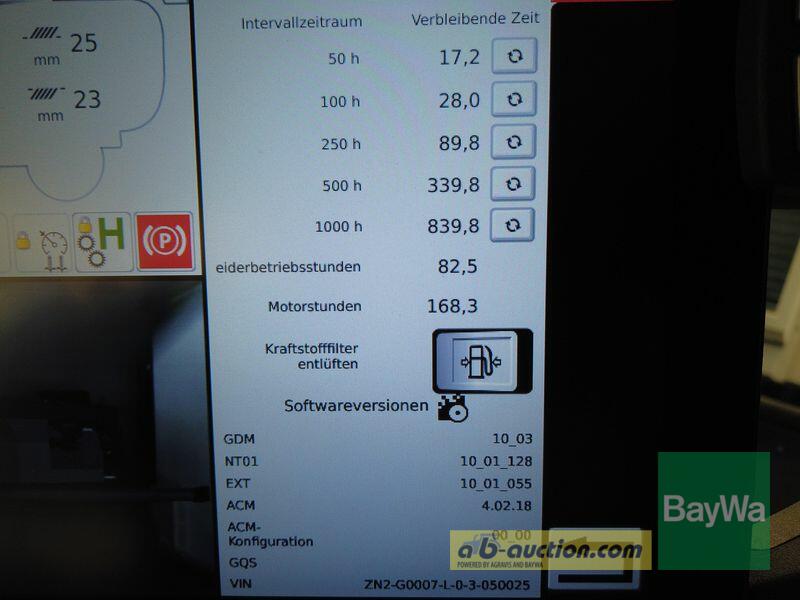 25
mm
23
mm
H
P
Intervallzeitraum Verbleibende Zeit
50 h 17,2
100 h 28,0
250 h 89,8
500 h 339,8
1000 h 839,8
eiderbetriebsstunden 82,5
Motorstunden 168,3
Kraftstofffilter
entlüften
Softwareversionen
GDM 10_03
NT01 10_01_128
EXT 10_01_055
ACM 4.02.18
ACM-
Konfiguration 00_00
GQS
VIN ZN2-G0007-L-0-3-050025
BayWa
ab-auction.com
POWERED BY AGRAVIS AND BAYWA